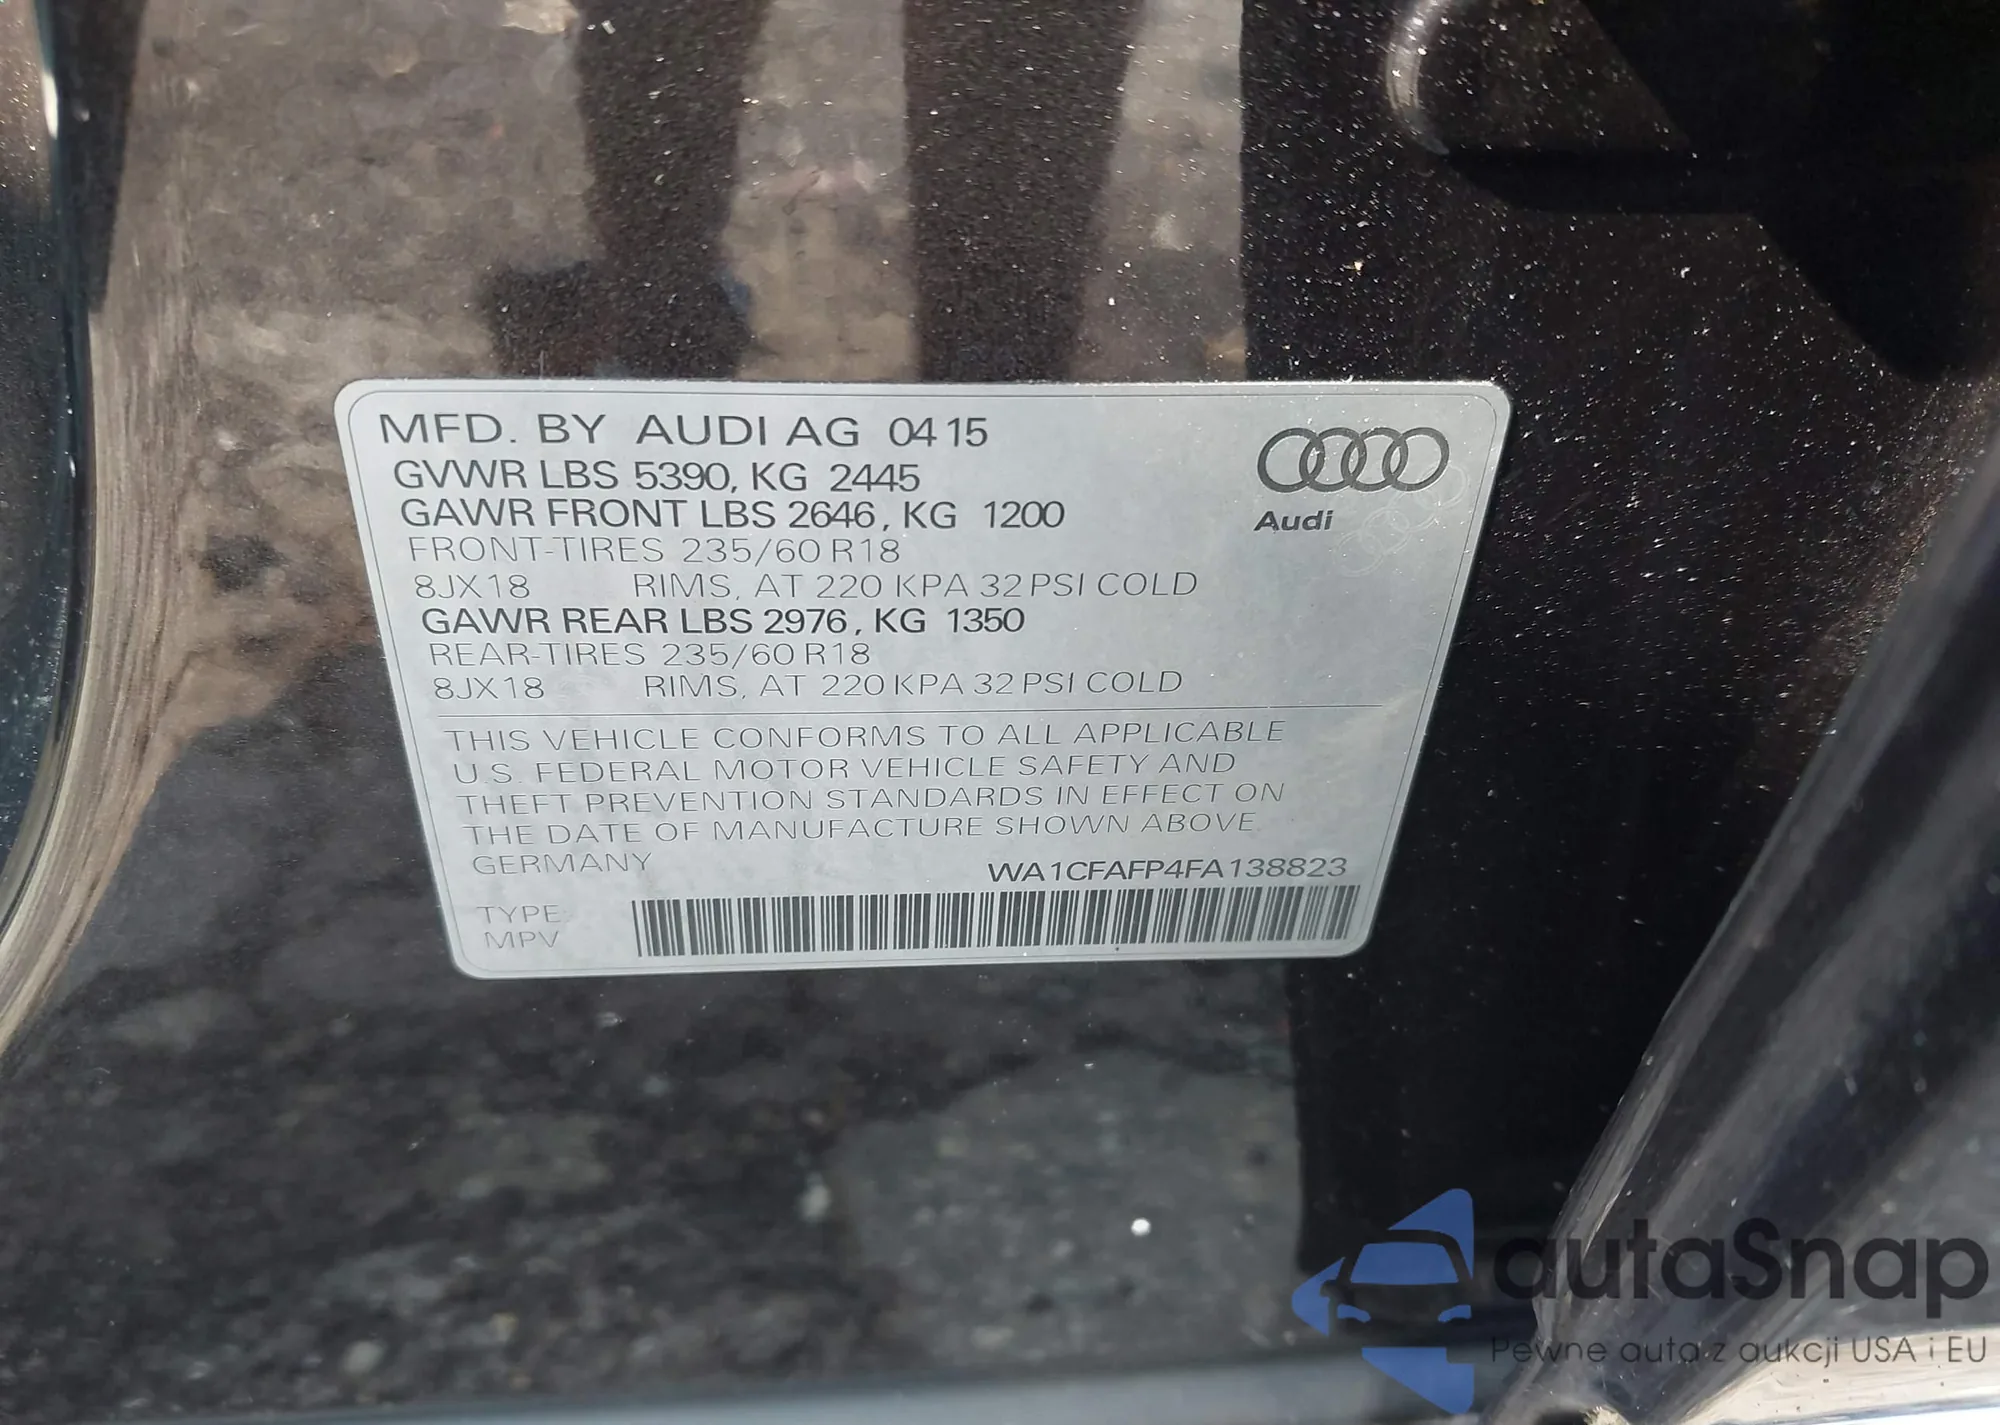 MFD. BY AUDI AG 04 15
GVWR LBS 5390, KG 2445
GAWR FRONT LBS 2646, KG 1200
FRONT-TIRES 235/60 R18
8JX18 RIMS, AT 220 KPA 32 PSI COLD
GAWR REAR LBS 2976, KG 1350
REAR-TIRES 235/60 R18
8JX18 RIMS, AT 220 KPA 32 PSI COLD
Audi
THIS VEHICLE CONFORMS TO ALL APPLICABLE
U.S. FEDERAL MOTOR VEHICLE SAFETY AND
THEFT PREVENTION STANDARDS IN EFFECT ON
THE DATE OF MANUFACTURE SHOWN ABOVE.
GERMANY WA1CFAFP4FA138823
TYPE:
MPV
autaSnap
Pewne auta z aukcji USA i EU